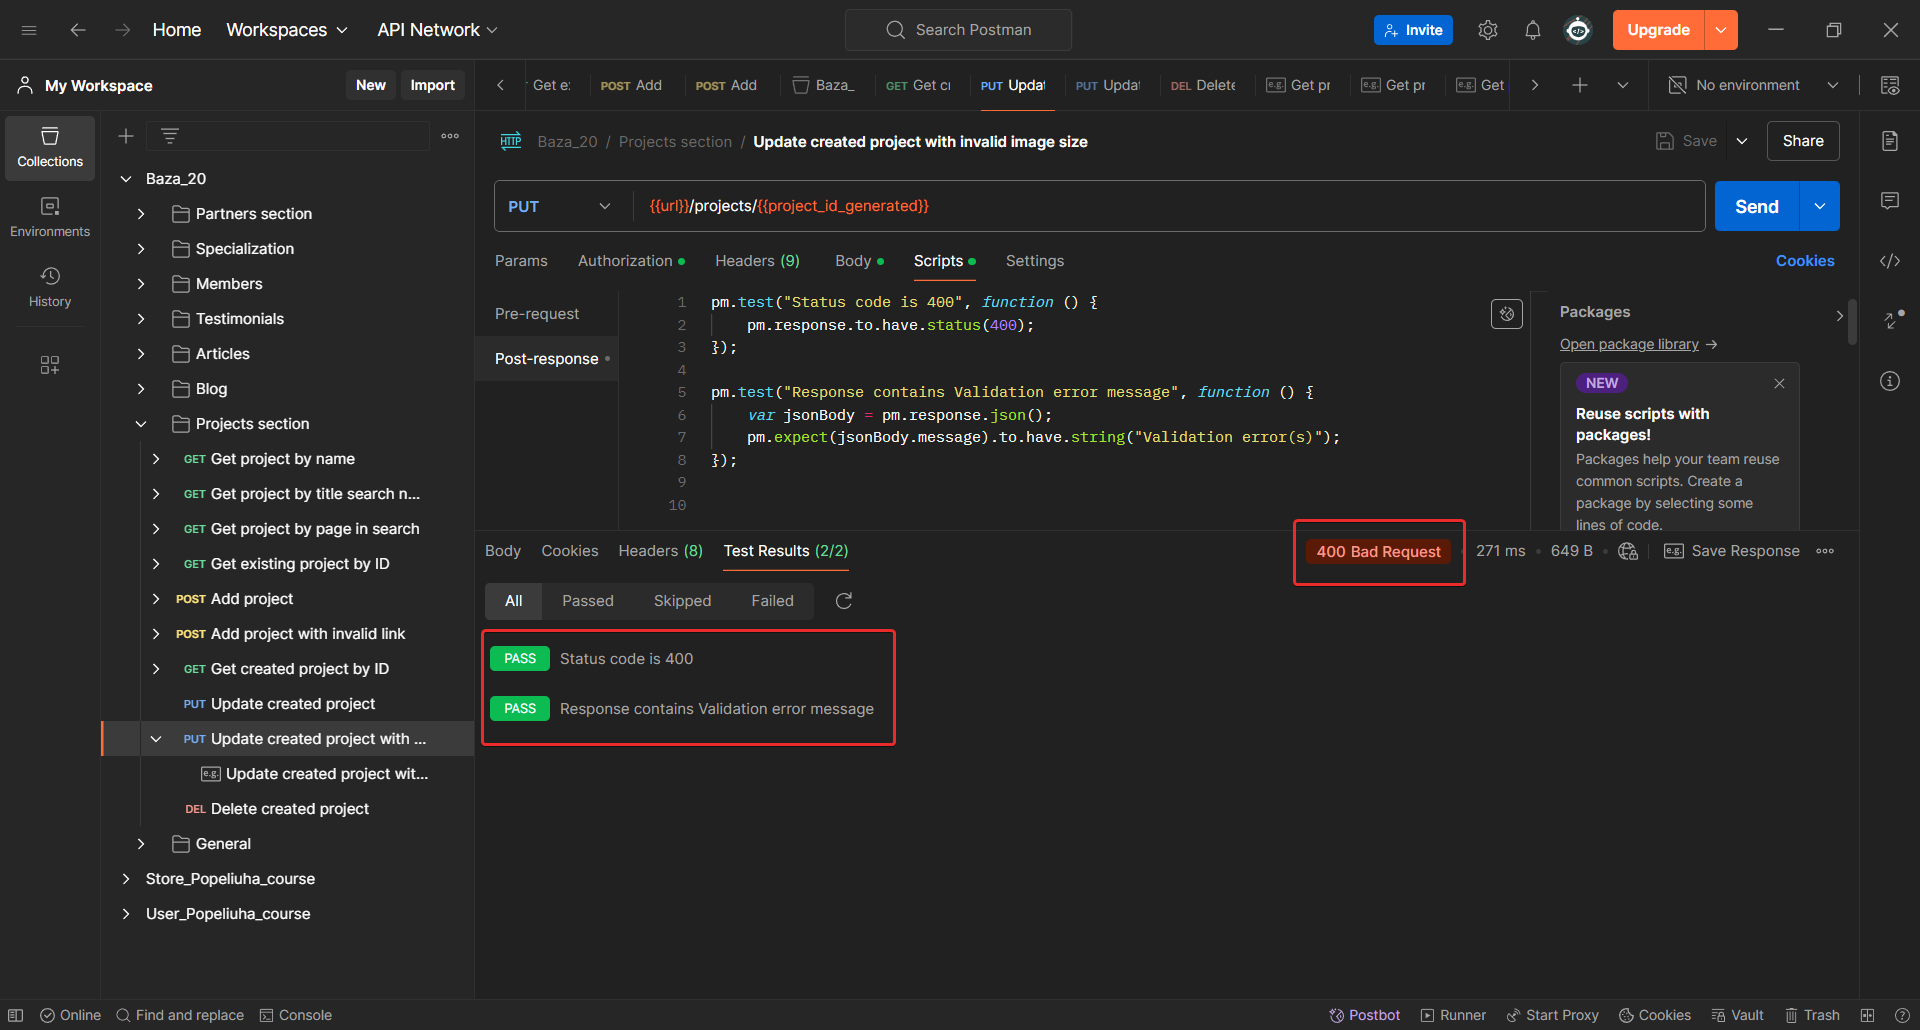 Home Workspaces API Network
Search Postman
Invite
Upgrade
My Workspace
New
Import
Get e
POST Add
POST Add
Baza_
GET Get c
PUT Updat
PUT Updat
DEL Delete
e.g. Get pr
e.g. Get pr
e.g. Get
No environment
Collections
Environments
History
Baza_20
Partners section
Specialization
Members
Testimonials
Articles
Blog
Projects section
GET Get project by name
GET Get project by title search n...
GET Get project by page in search
GET Get existing project by ID
POST Add project
POST Add project with invalid link
GET Get created project by ID
PUT Update created project
PUT Update created project with ...
e.g. Update created project wit...
DEL Delete created project
General
Store_Popeliuha_course
User_Popeliuha_course
HTTP Baza_20 / Projects section / Update created project with invalid image size
Save
Share
PUT
{{url}}/projects/{{project_id_generated}}
Send
Params Authorization Headers (9) Body Scripts Settings
Cookies
Pre-request
Post-response
1 pm.test("Status code is 400", function () {
2 pm.response.to.have.status(400);
3 });
4
5 pm.test("Response contains Validation error message", function () {
6 var jsonBody = pm.response.json();
7 pm.expect(jsonBody.message).to.have.string("Validation error(s)");
8 });
9
10
Packages
Open package library →
NEW
Reuse scripts with
packages!
Packages help your team reuse
common scripts. Create a
package by selecting some
lines of code.
Body Cookies Headers (8) Test Results (2/2)
400 Bad Request
271 ms
649 B
e.g. Save Response
All Passed Skipped Failed
PASS Status code is 400
PASS Response contains Validation error message
Online Find and replace Console
Postbot Runner Start Proxy Cookies Vault Trash